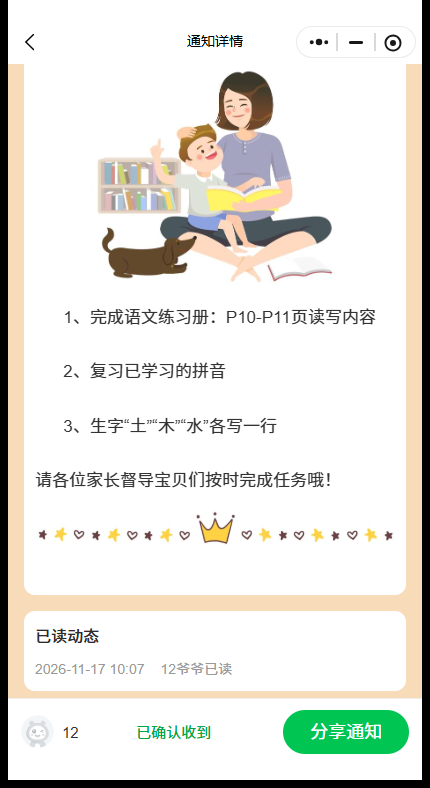 通知详情
1、完成语文练习册：P10-P11页读写内容
2、复习已学习的拼音
3、生字“土”“木”“水”各写一行
请各位家长督导宝贝们按时完成任务哦！
已读动态
2026-11-17 10:07 12爷爷已读
12 已确认收到 分享通知